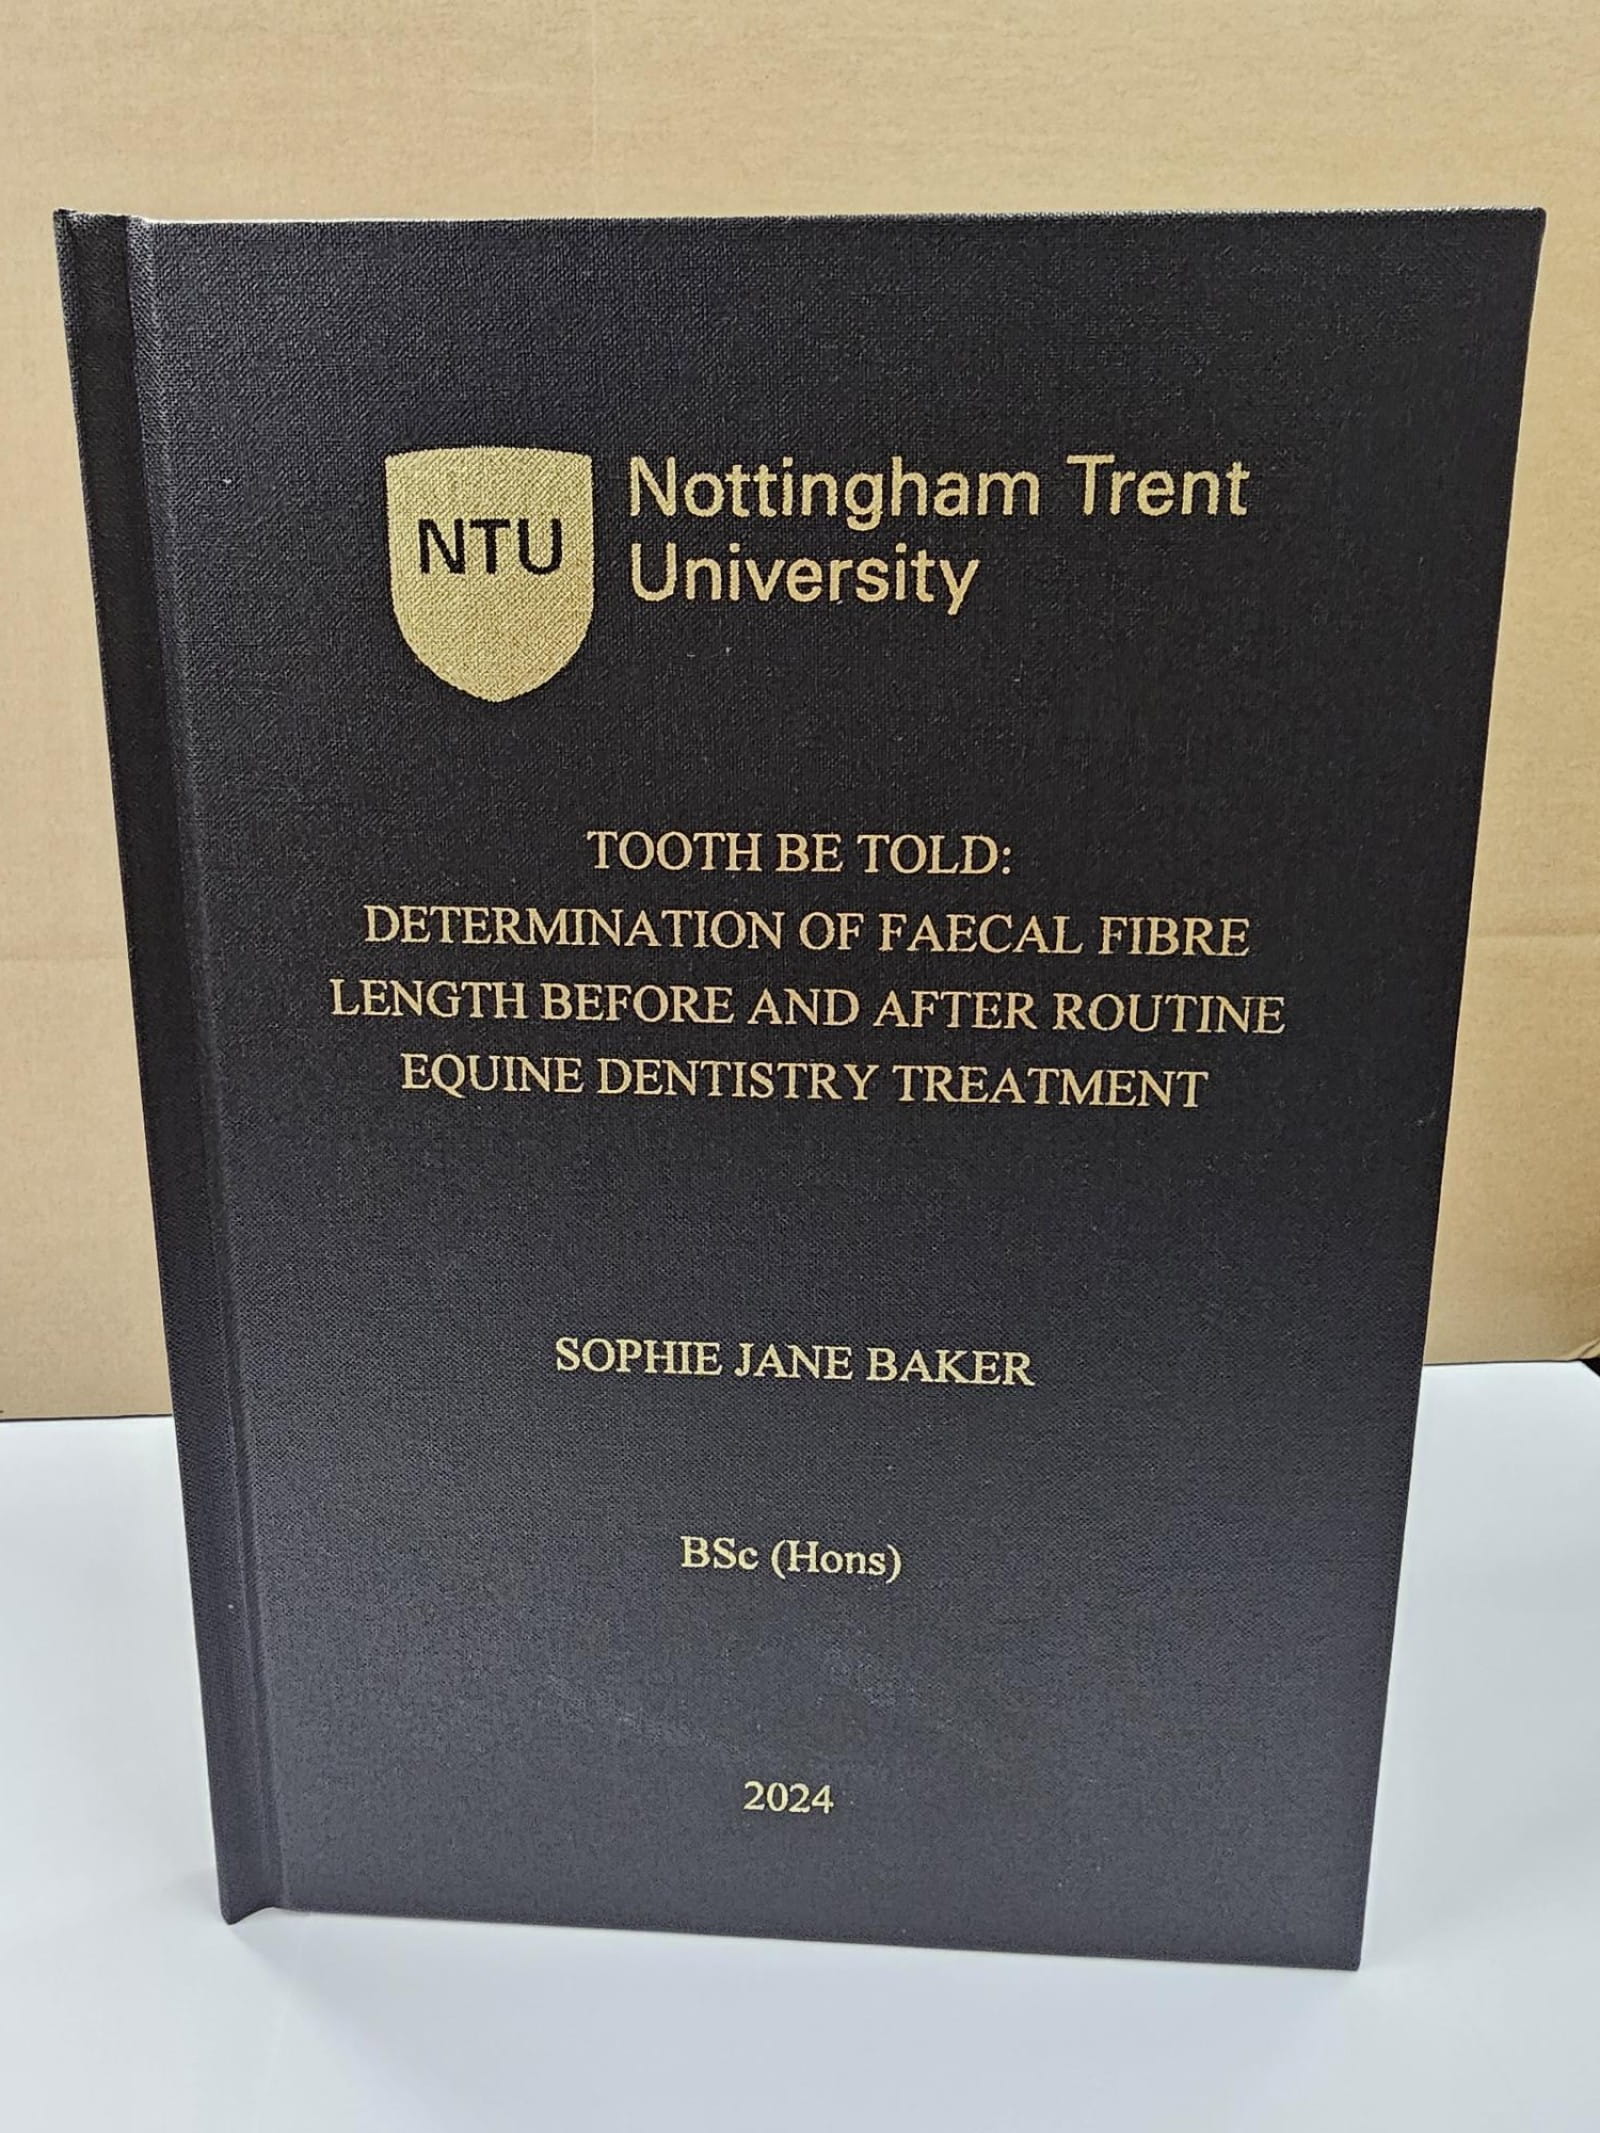 NTU
Nottingham Trent
University
TOOTH BE TOLD:
DETERMINATION OF FAECAL FIBRE
LENGTH BEFORE AND AFTER ROUTINE
EQUINE DENTISTRY TREATMENT
SOPHIE JANE BAKER
BSc (Hons)
2024